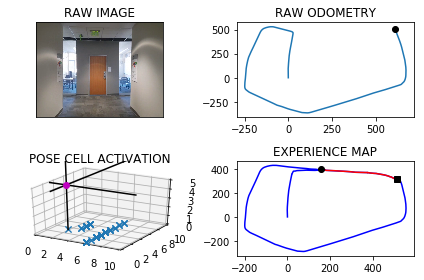 RAW IMAGE
RAW ODOMETRY
500
250
0
−250
−250 0 250 500
POSE CELL ACTIVATION
5
4
3
2
1
0
0 2 4 6 8 10
0 2 4 6 8 10
EXPERIENCE MAP
400
200
0
−200
−200 0 200 400